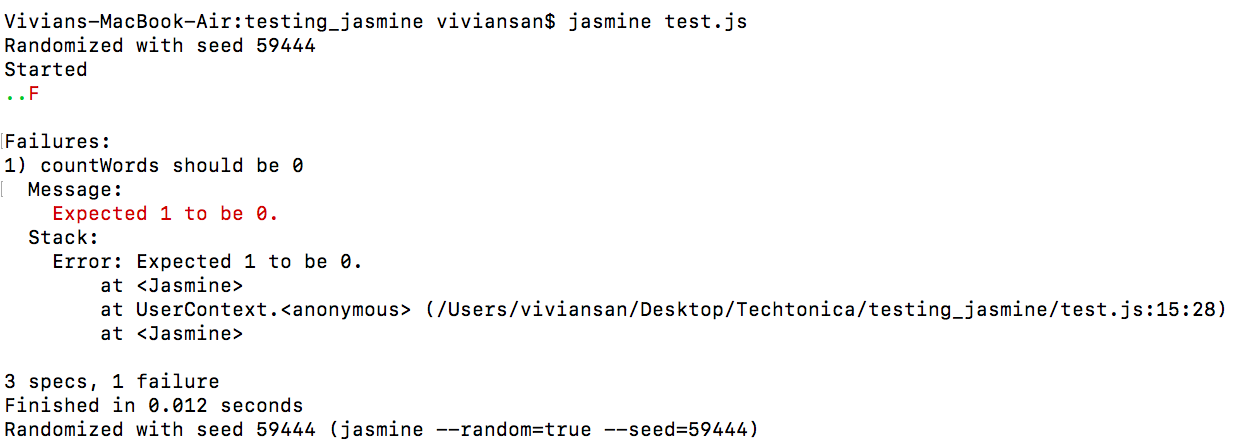 Vivians-MacBook-Air:testing_jasmine viviansan$ jasmine test.js
Randomized with seed 59444
Started
..F
Failures:
1) countWords should be 0
Message:
Expected 1 to be 0.
Stack:
Error: Expected 1 to be 0.
at <Jasmine>
at UserContext.<anonymous> (/Users/viviansan/Desktop/Techtonica/testing_jasmine/test.js:15:28)
at <Jasmine>
3 specs, 1 failure
Finished in 0.012 seconds
Randomized with seed 59444 (jasmine --random=true --seed=59444)